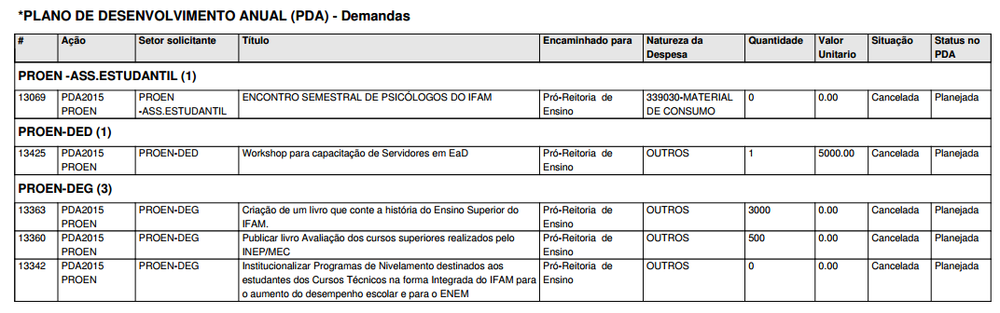 *PLANO DE DESENVOLVIMENTO ANUAL (PDA) - Demandas
# Ação Setor solicitante Título Encaminhado para Natureza da Despesa Quantidade Valor Unitario Situação Status no PDA
PROEN -ASS.ESTUDANTIL (1)
13069 PDA2015 PROEN ENCONTRO SEMESTRAL DE PSICÓLOGOS DO IFAM Pró-Reitoria de 339030-MATERIAL 0 0.00 Cancelada Planejada
PROEN -ASS.ESTUDANTIL Ensino DE CONSUMO
PROEN-DED (1)
13425 PDA2015 PROEN-DED Workshop para capacitação de Servidores em EaD Pró-Reitoria de OUTROS 1 5000.00 Cancelada Planejada
PROEN Ensino
PROEN-DEG (3)
13363 PDA2015 PROEN-DEG Criação de um livro que conte a história do Ensino Superior do Pró-Reitoria de OUTROS 3000 0.00 Cancelada Planejada
PROEN IFAM. Ensino
13360 PDA2015 PROEN-DEG Publicar livro Avaliação dos cursos superiores realizados pelo Pró-Reitoria de OUTROS 500 0.00 Cancelada Planejada
PROEN INEP/MEC Ensino
13342 PDA2015 PROEN-DEG Institucionalizar Programas de Nivelamento destinados aos Pró-Reitoria de OUTROS 0 0.00 Cancelada Planejada
PROEN estudantes dos Cursos Técnicos na forma Integrada do IFAM para Ensino
o aumento do desempenho escolar e para o ENEM